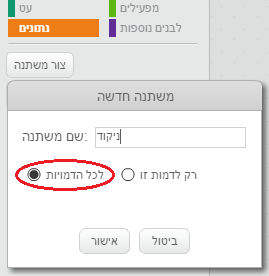 מפעילים
עט
לבנים נוספות
נתונים
צור משתנה
משתנה חדשה
שם משתנה:
ניקוד
רק לדמות זו
לכל הדמויות
ביטול
אישור